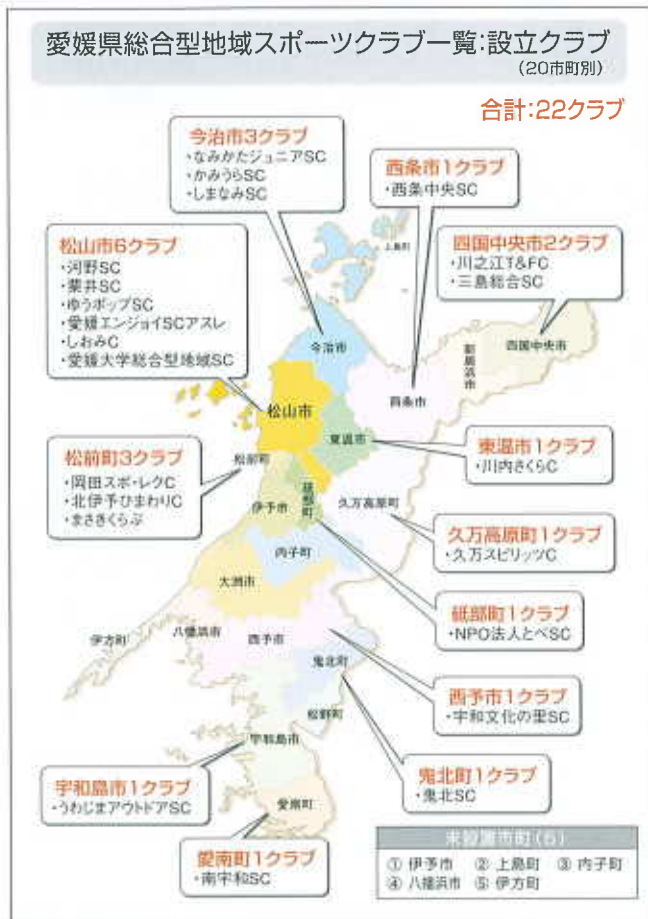 愛媛県総合型地域スポーツクラブ一覧:設立クラブ
(20市町別)
合計:22クラブ
今治市3クラブ
・なみかたジュニアSC
・かみうらSC
・しまなみSC
西条市1クラブ
・西条中央SC
松山市6クラブ
・河野SC
・粟井SC
・ゆうポップSC
・愛媛エンジョイSCアスレ
・しおみC
・愛媛大学総合型地域SC
四国中央市2クラブ
・川之江T&FC
・三島総合SC
上島町
今治市
四国中央市
新居浜市
西条市
松山市
東温市
東温市1クラブ
・川内さくらC
松前町3クラブ
・岡田スポ・レクC
・北伊予ひまわりC
・まさきくらぶ
松前町
砥部町
久万高原町
伊予市
久万高原町1クラブ
・久万スピリッツC
内子町
大洲市
砥部町1クラブ
・NPO法人とべSC
伊方町
八幡浜市
西予市
鬼北町
西予市1クラブ
・宇和文化の里SC
松野町
宇和島市
鬼北町1クラブ
・鬼北SC
宇和島市1クラブ
・うわじまアウトドアSC
愛南町
愛南町1クラブ
・南宇和SC
未設置市町(5)
① 伊予市 ② 上島町 ③ 内子町
④ 八幡浜市 ⑤ 伊方町